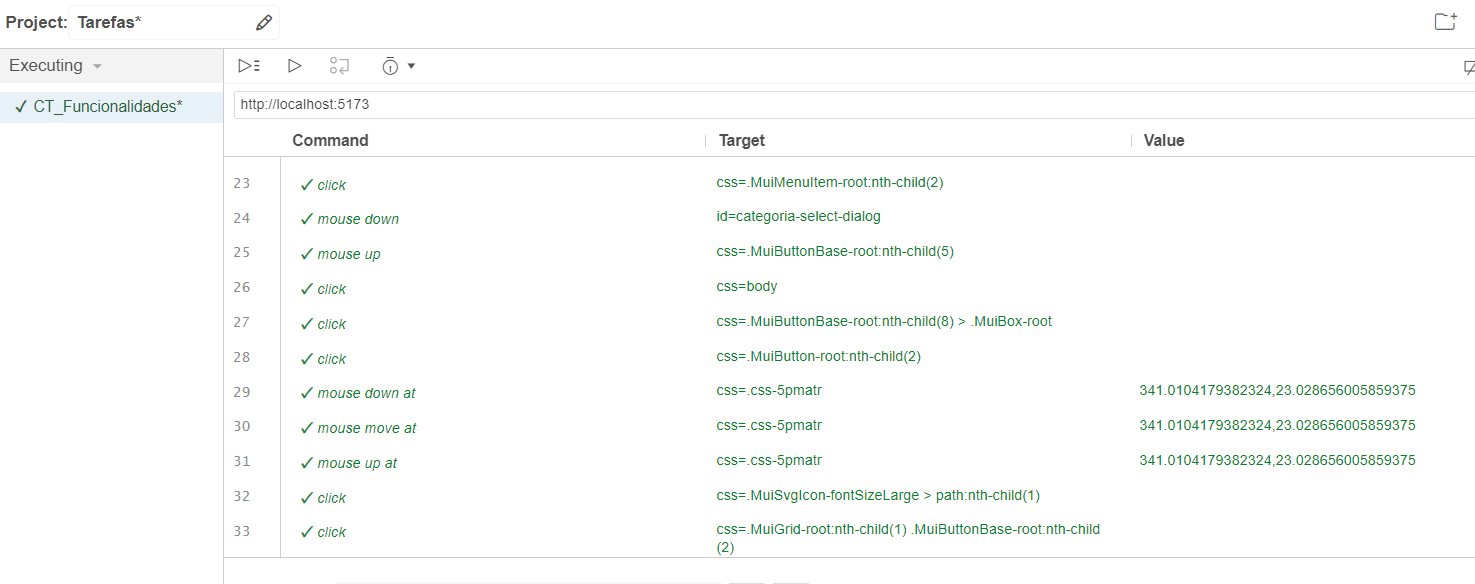 Project: Tarefas*
Executing
✓ CT_Funcionalidades*
http://localhost:5173
Command Target Value
23 ✓ click css=.MuiMenuItem-root:nth-child(2)
24 ✓ mouse down id=categoria-select-dialog
25 ✓ mouse up css=.MuiButtonBase-root:nth-child(5)
26 ✓ click css=body
27 ✓ click css=.MuiButtonBase-root:nth-child(8) > .MuiBox-root
28 ✓ click css=.MuiButton-root:nth-child(2)
29 ✓ mouse down at css=.css-5pmatr 341.0104179382324,23.028656005859375
30 ✓ mouse move at css=.css-5pmatr 341.0104179382324,23.028656005859375
31 ✓ mouse up at css=.css-5pmatr 341.0104179382324,23.028656005859375
32 ✓ click css=.MuiSvgIcon-fontSizeLarge > path:nth-child(1)
33 ✓ click css=.MuiGrid-root:nth-child(1) .MuiButtonBase-root:nth-child
(2)